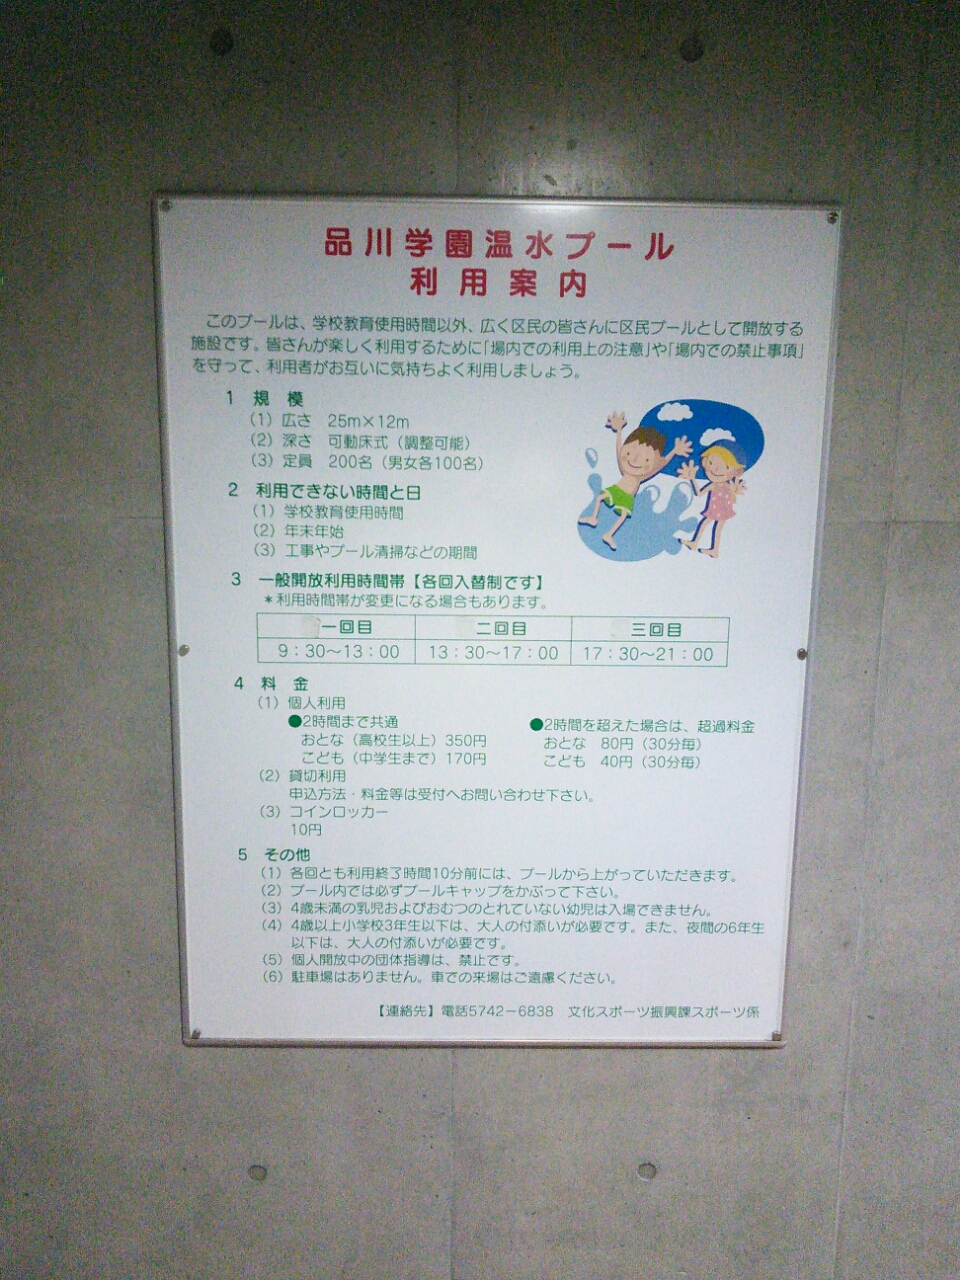 品川学園温水プール
利用案内
このプールは、学校教育使用時間以外、広く区民の皆さんに区民プールとして開放する
施設です。皆さんが楽しく利用するために「場内での利用上の注意」や「場内での禁止事項」
を守って、利用者がお互いに気持ちよく利用しましょう。
1 規模
(1) 広さ 25m×12m
(2) 深さ 可動床式（調整可能）
(3) 定員 200名（男女各100名）
2 利用できない時間と日
(1) 学校教育使用時間
(2) 年末年始
(3) 工事やプール清掃などの期間
3 一般開放利用時間帯【各回入替制です】
＊利用時間帯が変更になる場合もあります。
一回目 二回目 三回目
9：30〜13：00 13：30〜17：00 17：30〜21：00
4 料金
(1) 個人利用
●2時間まで共通 ●2時間を超えた場合は、超過料金
おとな（高校生以上）350円 おとな 80円（30分毎）
こども（中学生まで）170円 こども 40円（30分毎）
(2) 貸切利用
申込方法・料金等は受付へお問い合わせ下さい。
(3) コインロッカー
10円
5 その他
(1) 各回とも利用終了時間10分前には、プールから上がっていただきます。
(2) プール内では必ずプールキャップをかぶって下さい。
(3) 4歳未満の乳児およびおむつのとれていない幼児は入場できません。
(4) 4歳以上小学校3年生以下は、大人の付添いが必要です。また、夜間の6年生
以下は、大人の付添いが必要です。
(5) 個人開放中の団体指導は、禁止です。
(6) 駐車場はありません。車での来場はご遠慮ください。
【連絡先】電話5742−6838 文化スポーツ振興課スポーツ係